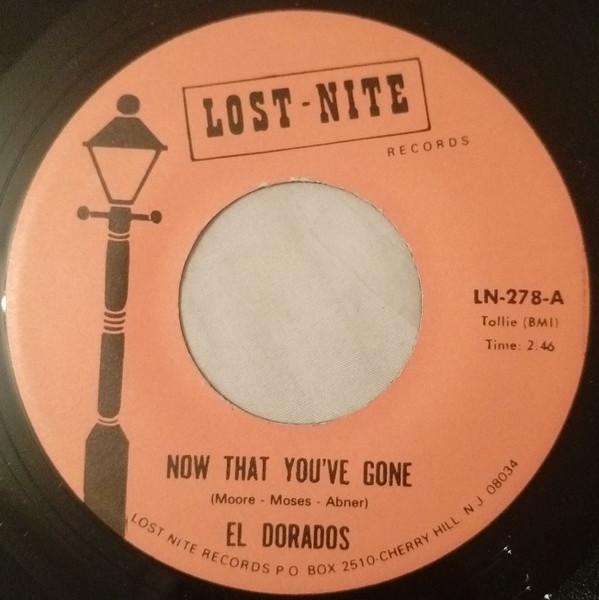 LOST-NITE
RECORDS
LN-278-A
Tollie (BMI)
Time: 2:46
NOW THAT YOU'VE GONE
(Moore - Moses - Abner)
EL DORADOS
LOST NITE RECORDS P O BOX 2510-CHERRY HILL N J 08034